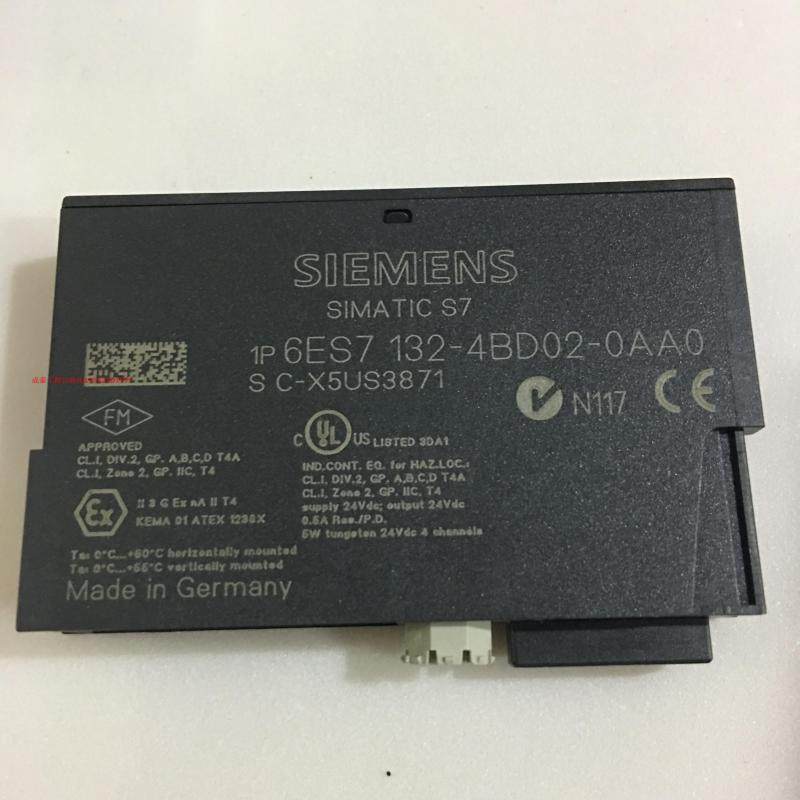 SIEMENS
SIMATIC S7
1P 6ES7 132-4BD02-0AA0
S C-X5US3871
N117 CE
FM
APPROVED
CL.I, DIV.2, GP. A,B,C,D T4A
CL.I, Zone 2, GP. IIC, T4
C UL US LISTED 3DA1
IND.CONT. EQ. for HAZ.LOC.:
CL.I, DIV.2, GP. A,B,C,D T4A
CL.I, Zone 2, GP. IIC, T4
supply 24Vdc; output 24Vdc
0.5A Res./P.D.
5W tungsten 24Vdc 4 channels
Ex
II 3 G Ex nA II T4
KEMA 01 ATEX 1238X
Ta: 0°C...+60°C horizontally mounted
Ta: 0°C...+55°C vertically mounted
Made in Germany